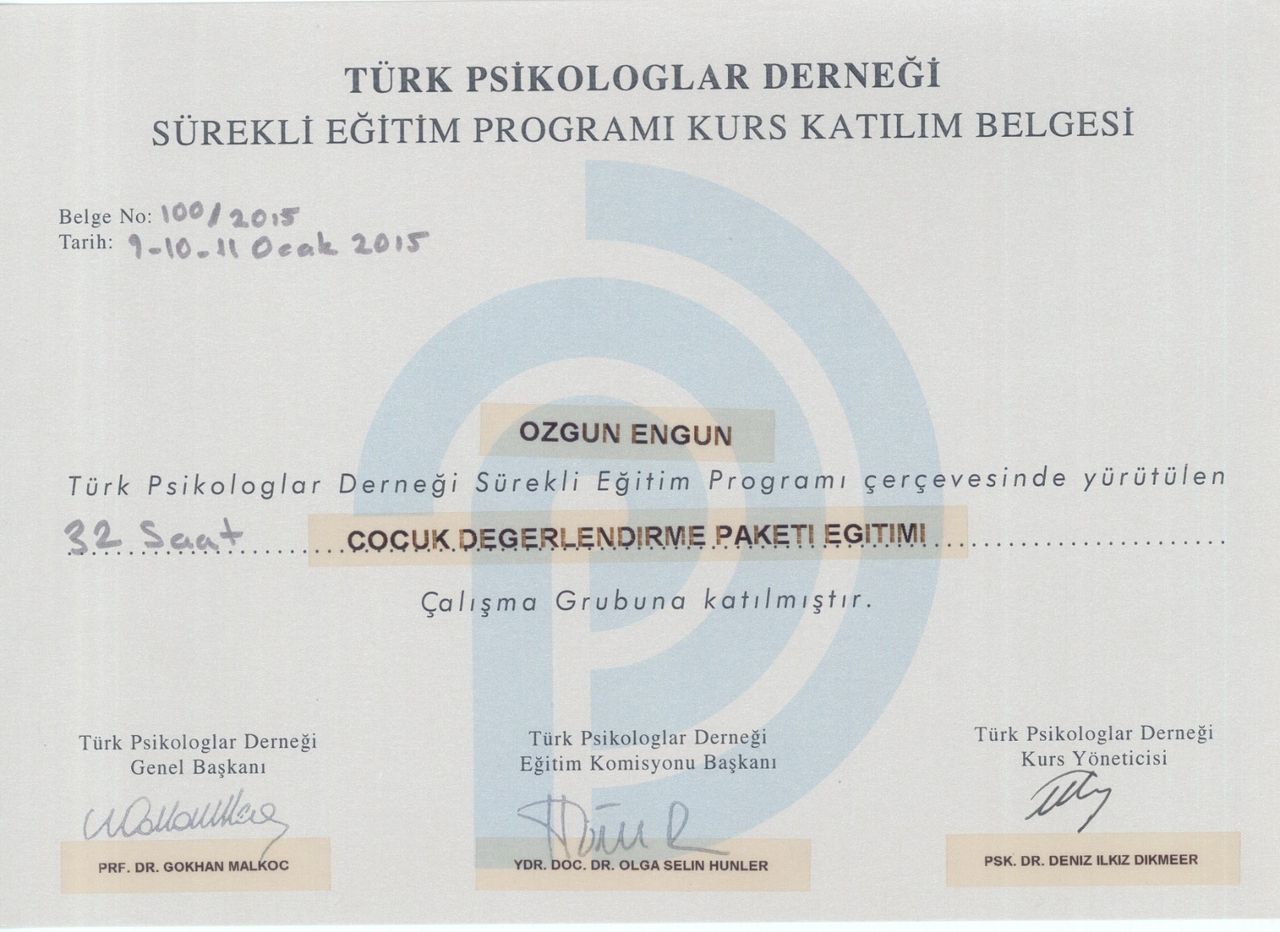 TÜRK PSİKOLOGLAR DERNEĞİ
SÜREKLİ EĞİTİM PROGRAMI KURS KATILIM BELGESİ
Belge No: 100/2015
Tarih: 9-10-11 Ocak 2015
OZGUN ENGUN
Türk Psikologlar Derneği Sürekli Eğitim Programı çerçevesinde yürütülen
32 Saat COCUK DEGERLENDIRME PAKETI EGITIMI
Çalışma Grubuna katılmıştır.
Türk Psikologlar Derneği
Genel Başkanı
PRF. DR. GOKHAN MALKOC
Türk Psikologlar Derneği
Eğitim Komisyonu Başkanı
YDR. DOC. DR. OLGA SELIN HUNLER
Türk Psikologlar Derneği
Kurs Yöneticisi
PSK. DR. DENIZ ILKIZ DIKMEER